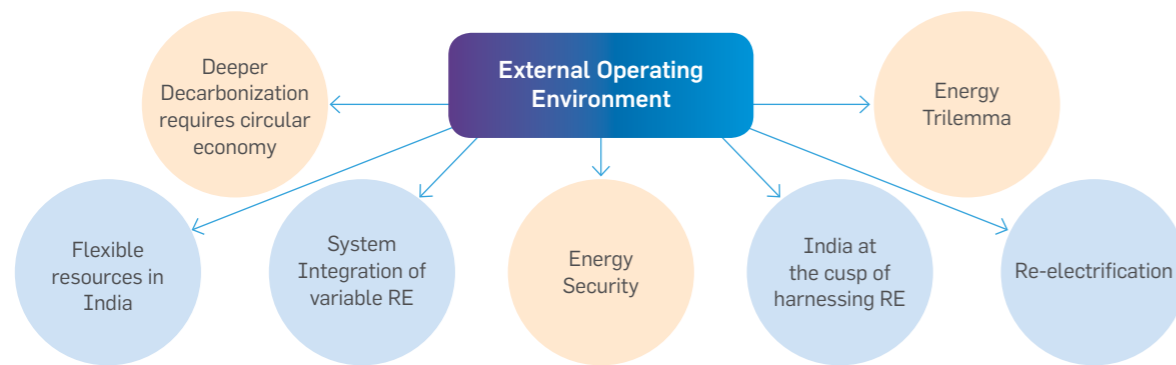 External Operating
Environment
Deeper
Decarbonization
requires circular
economy
Energy
Trilemma
Flexible
resources in
India
System
Integration of
variable RE
Energy
Security
India at
the cusp of
harnessing RE
Re-electrification